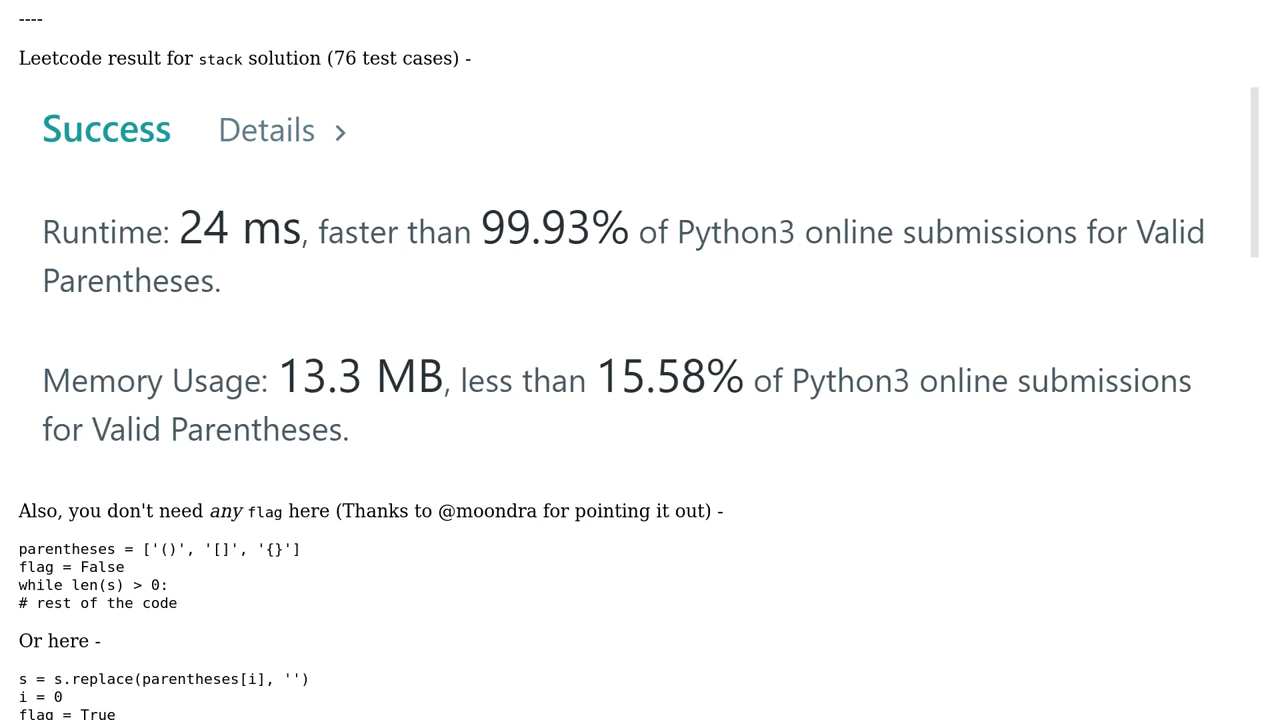 ----
Leetcode result for stack solution (76 test cases) -
Success Details >
Runtime: 24 ms, faster than 99.93% of Python3 online submissions for Valid
Parentheses.
Memory Usage: 13.3 MB, less than 15.58% of Python3 online submissions
for Valid Parentheses.
Also, you don't need any flag here (Thanks to @moondra for pointing it out) -
parentheses = ['()', '[]', '{}']
flag = False
while len(s) > 0:
# rest of the code
Or here -
s = s.replace(parentheses[i], '')
i = 0
flag = True